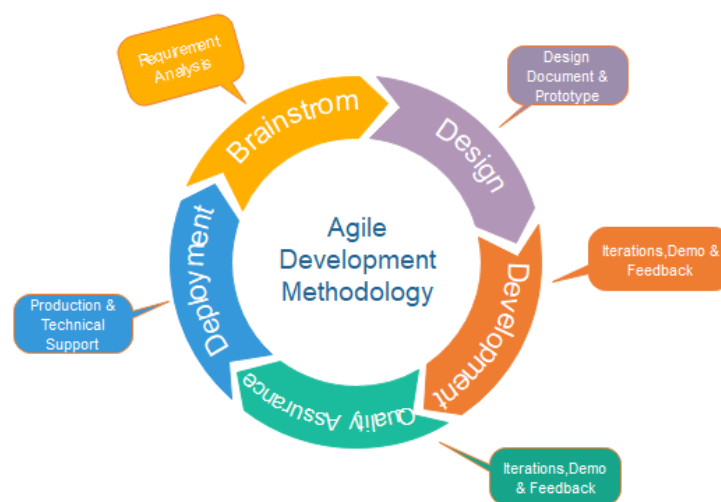 Requirement
Analysis
Brainstrom
Design
Document &
Prototype
Design
Iterations,Demo &
Feedback
Development
Agile
Development
Methodology
Deployment
Production &
Technical
Support
Quality Assurance
Iterations,Demo
& Feedback